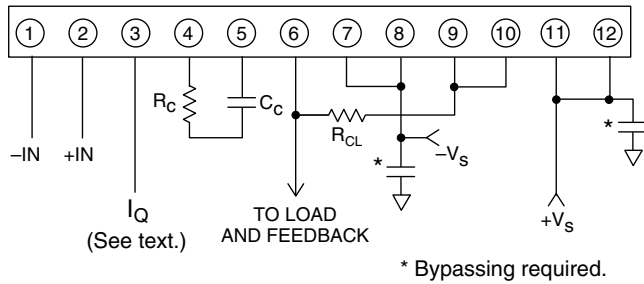 1 2 3 4 5 6 7 8 9 10 11 12
R_C C_C
R_CL
–V_S
* *
–IN +IN
I_Q
(See text.)
TO LOAD
AND FEEDBACK
+V_S
* Bypassing required.